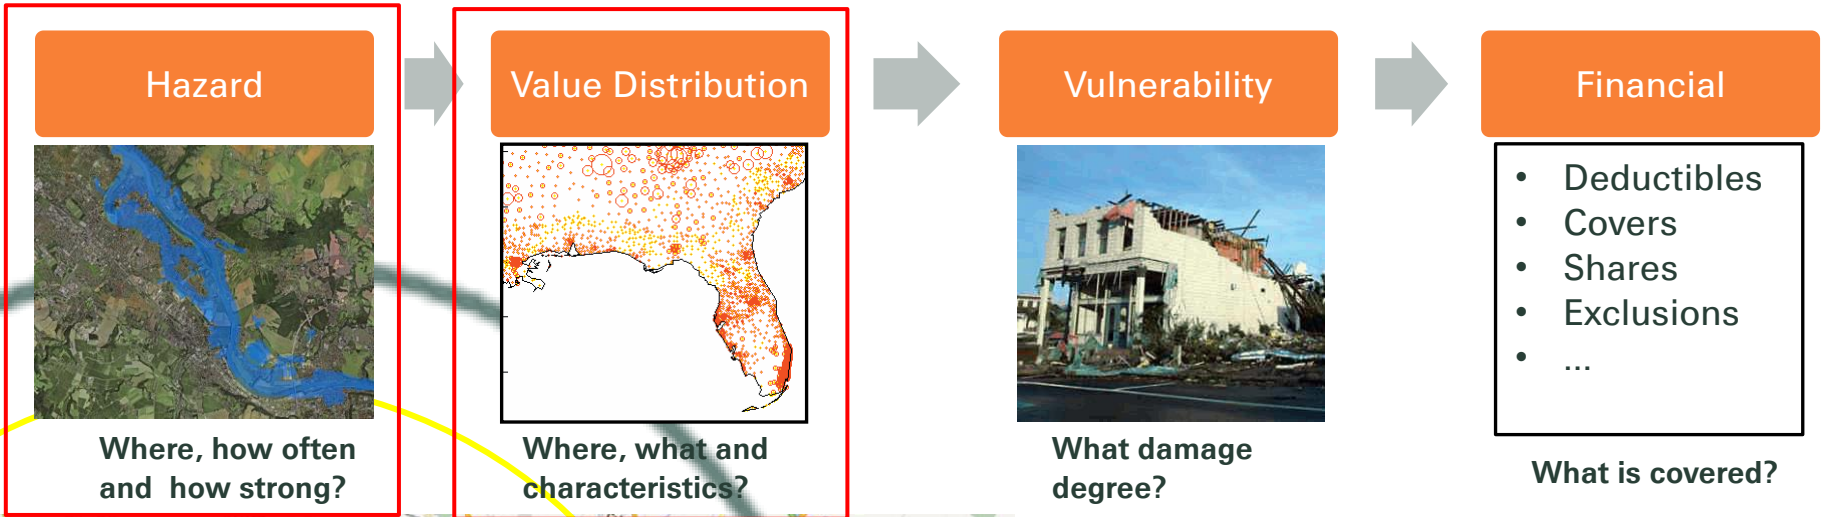 Hazard
Where, how often
and how strong?
Value Distribution
Where, what and
characteristics?
Vulnerability
What damage
degree?
Financial
• Deductibles
• Covers
• Shares
• Exclusions
• ...
What is covered?